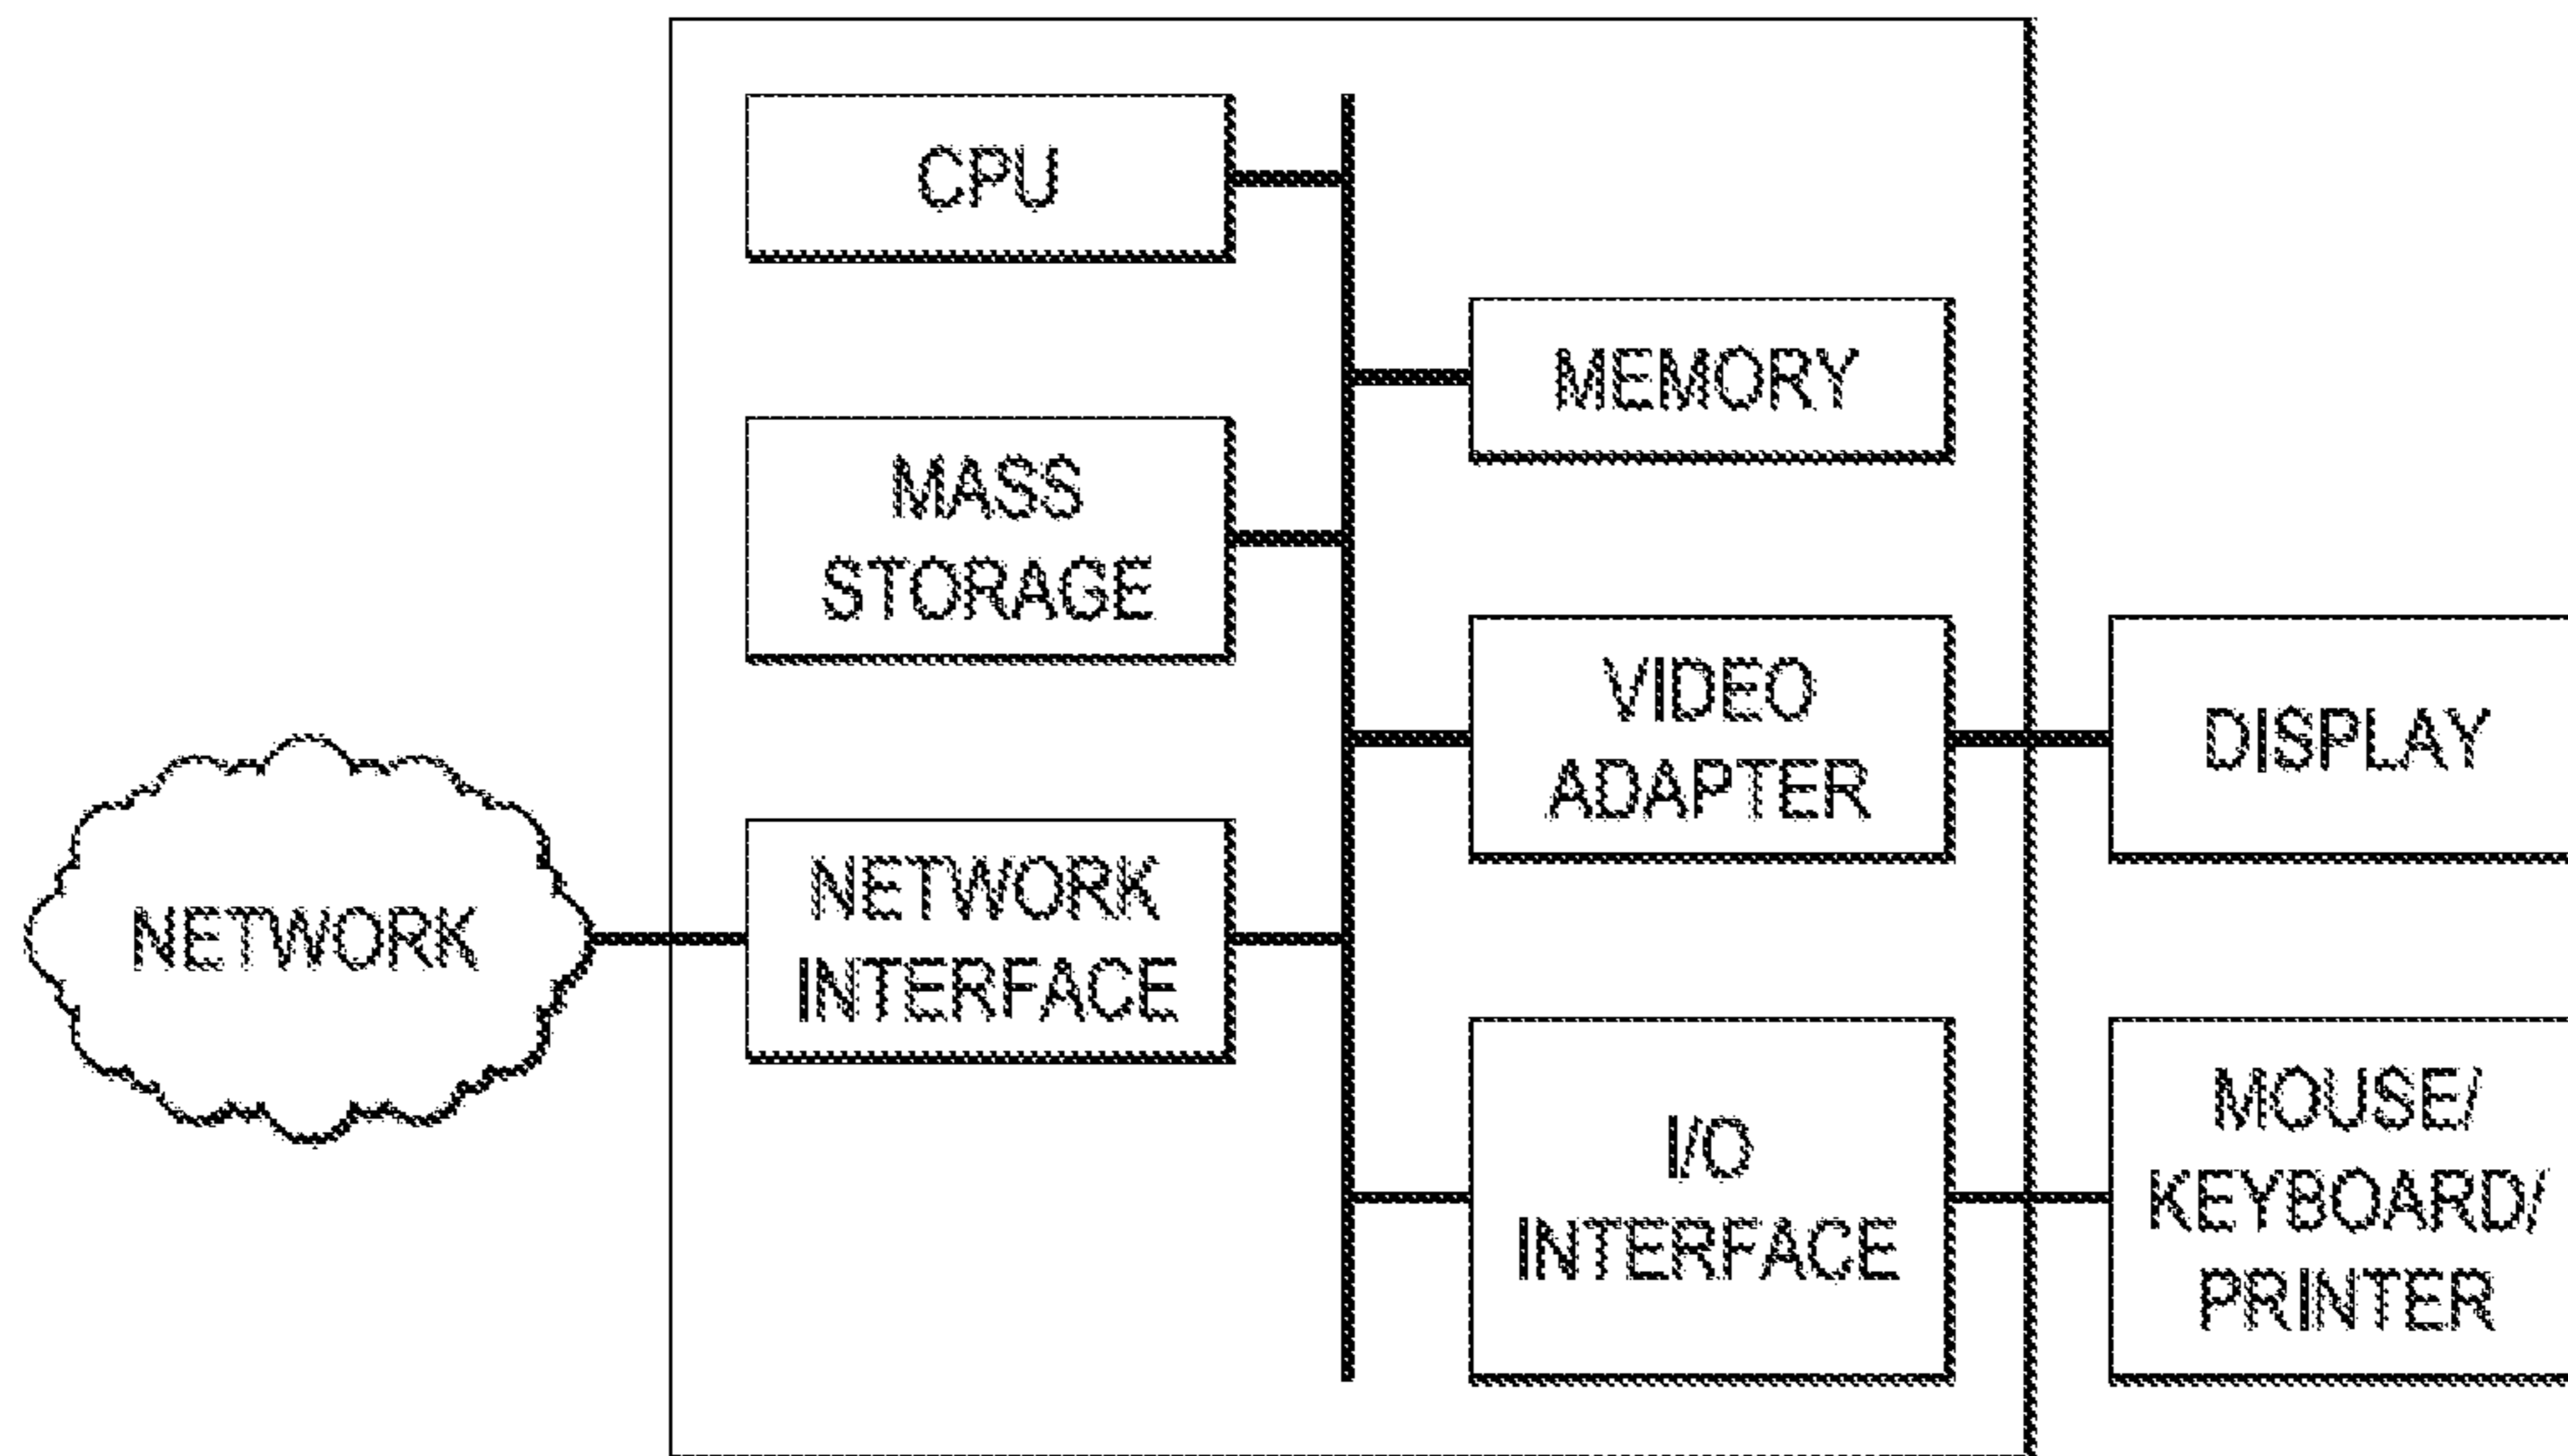 CPU
MEMORY
MASS
STORAGE
VIDEO
ADAPTER
DISPLAY
NETWORK
NETWORK
INTERFACE
I/O
INTERFACE
MOUSE/
KEYBOARD/
PRINTER